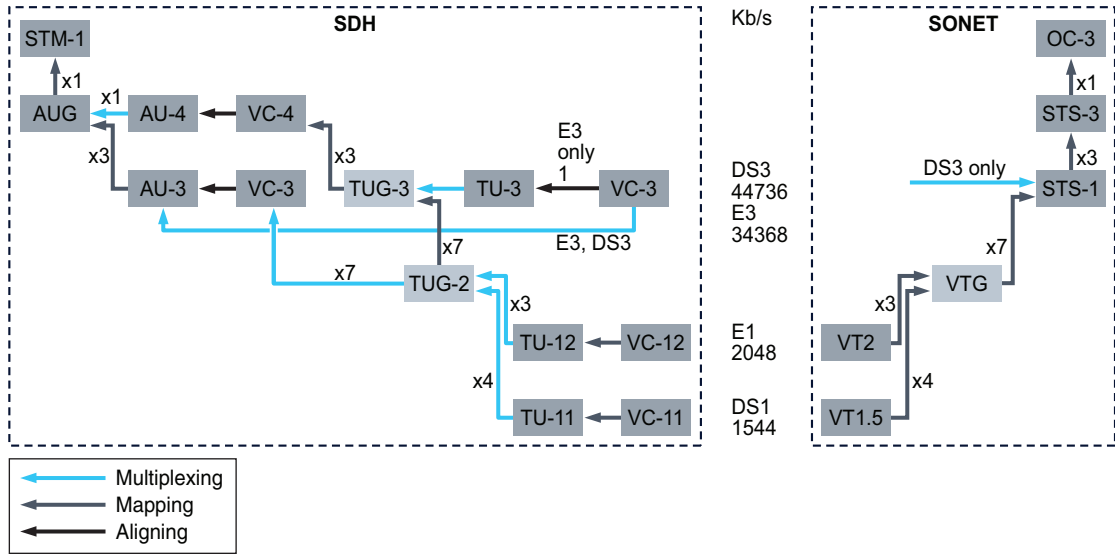 SDH
Kb/s
SONET
STM-1
OC-3
x1
x1
x1
AUG
AU-4
VC-4
STS-3
E3
only
1
x3
x3
x3
DS3 only
AU-3
VC-3
TUG-3
TU-3
VC-3
DS3
44736
E3
34368
STS-1
E3, DS3
x7
x7
x7
TUG-2
VTG
x3
x3
TU-12
VC-12
E1
2048
VT2
x4
x4
TU-11
VC-11
DS1
1544
VT1.5
Multiplexing
Mapping
Aligning